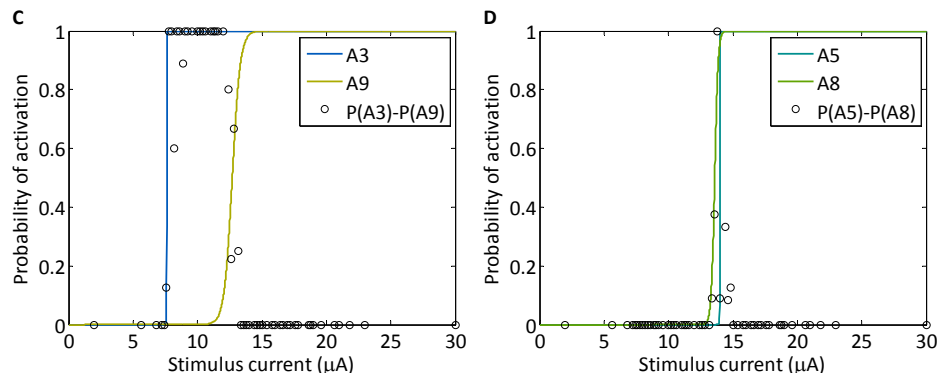 C
Probability of activation
1
0.8
0.6
0.4
0.2
0
0 5 10 15 20 25 30
Stimulus current (μA)
A3
A9
P(A3)-P(A9)
D
Probability of activation
1
0.8
0.6
0.4
0.2
0
0 5 10 15 20 25 30
Stimulus current (μA)
A5
A8
P(A5)-P(A8)